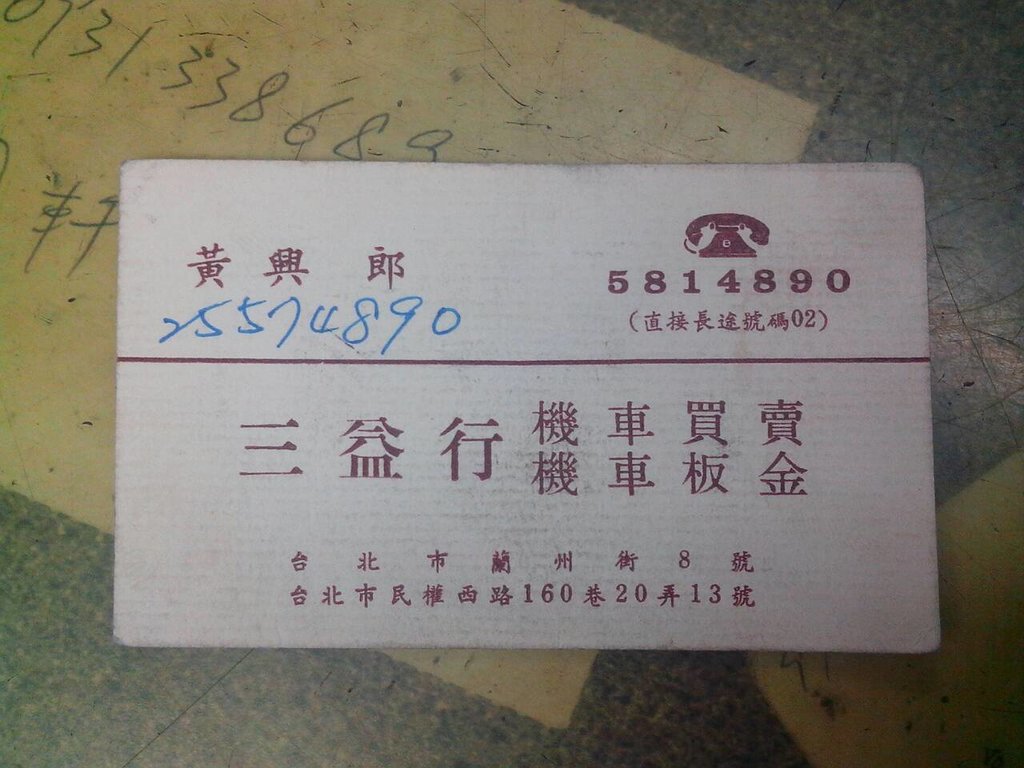 0731 338689
黃興郎
25574890
5814890
(直接長途號碼02)
三益行
機車買賣
機車板金
台北市蘭州街8號
台北市民權西路160巷20弄13號